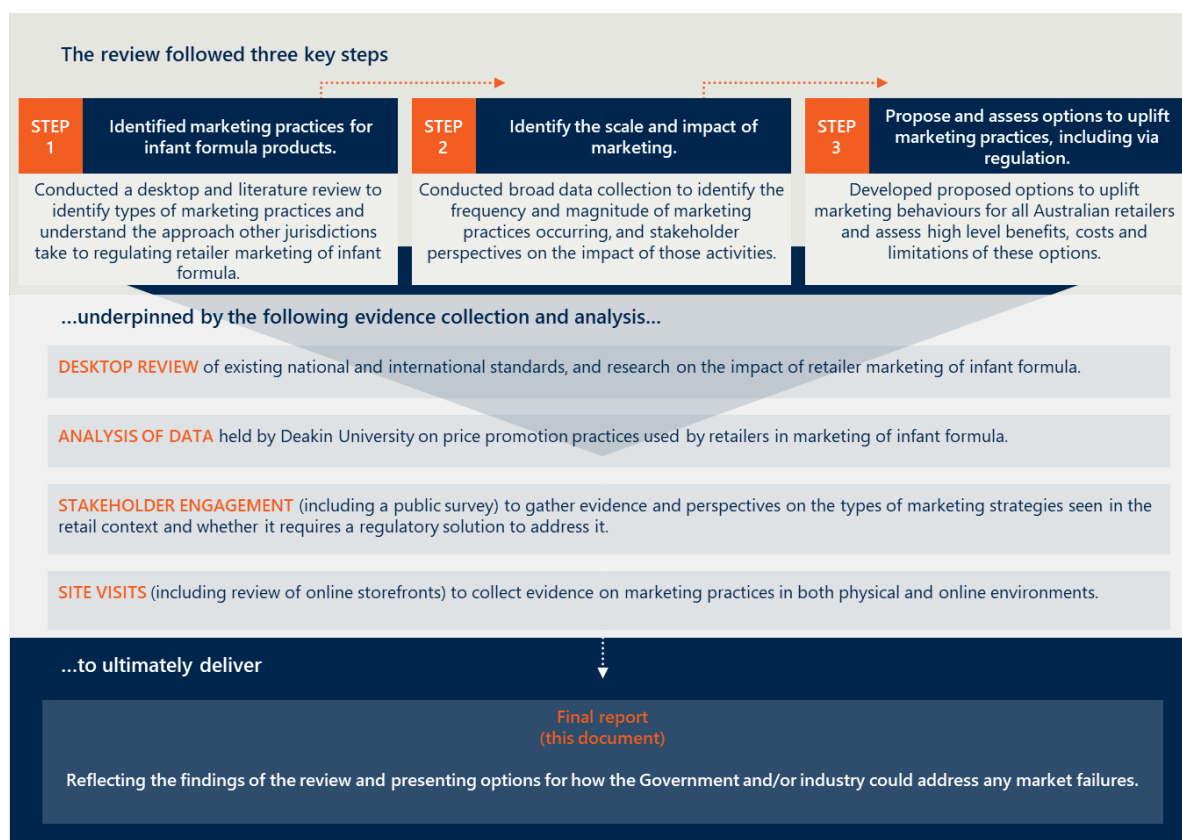 The review followed three key steps
STEP
1
Identified marketing practices for
infant formula products.
Conducted a desktop and literature review to
identify types of marketing practices and
understand the approach other jurisdictions
take to regulating retailer marketing of infant
formula.
STEP
2
Identify the scale and impact of
marketing.
Conducted broad data collection to identify the
frequency and magnitude of marketing
practices occurring, and stakeholder
perspectives on the impact of those activities.
STEP
3
Propose and assess options to uplift
marketing practices, including via
regulation.
Developed proposed options to uplift
marketing behaviours for all Australian retailers
and assess high level benefits, costs and
limitations of these options.
...underpinned by the following evidence collection and analysis...
DESKTOP REVIEW of existing national and international standards, and research on the impact of retailer marketing of infant formula.
ANALYSIS OF DATA held by Deakin University on price promotion practices used by retailers in marketing of infant formula.
STAKEHOLDER ENGAGEMENT (including a public survey) to gather evidence and perspectives on the types of marketing strategies seen in the
retail context and whether it requires a regulatory solution to address it.
SITE VISITS (including review of online storefronts) to collect evidence on marketing practices in both physical and online environments.
...to ultimately deliver
Final report
(this document)
Reflecting the findings of the review and presenting options for how the Government and/or industry could address any market failures.